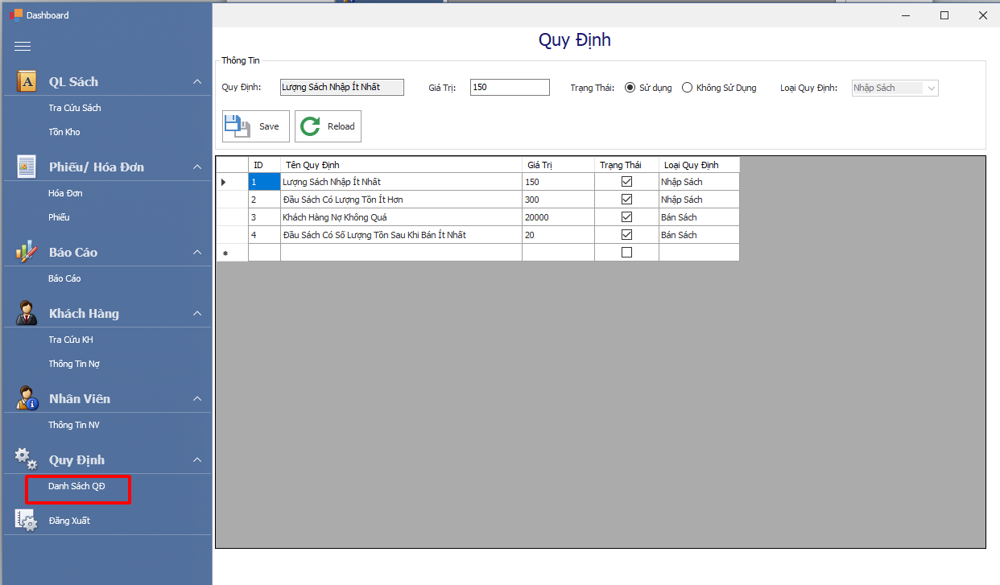 Dashboard
QL Sách
Tra Cứu Sách
Tồn Kho
Phiếu/ Hóa Đơn
Hóa Đơn
Phiếu
Báo Cáo
Báo Cáo
Khách Hàng
Tra Cứu KH
Thông Tin Nợ
Nhân Viên
Thông Tin NV
Quy Định
Danh Sách QĐ
Đăng Xuất
Quy Định
Thông Tin
Quy Định: Lượng Sách Nhập Ít Nhất Giá Trị: 150 Trạng Thái: Sử dụng Không Sử Dụng Loại Quy Định: Nhập Sách
Save Reload
ID Tên Quy Định Giá Trị Trạng Thái Loại Quy Định
1 Lượng Sách Nhập Ít Nhất 150 Nhập Sách
2 Đầu Sách Có Lượng Tồn Ít Hơn 300 Nhập Sách
3 Khách Hàng Nợ Không Quá 20000 Bán Sách
4 Đầu Sách Có Số Lượng Tồn Sau Khi Bán Ít Nhất 20 Bán Sách